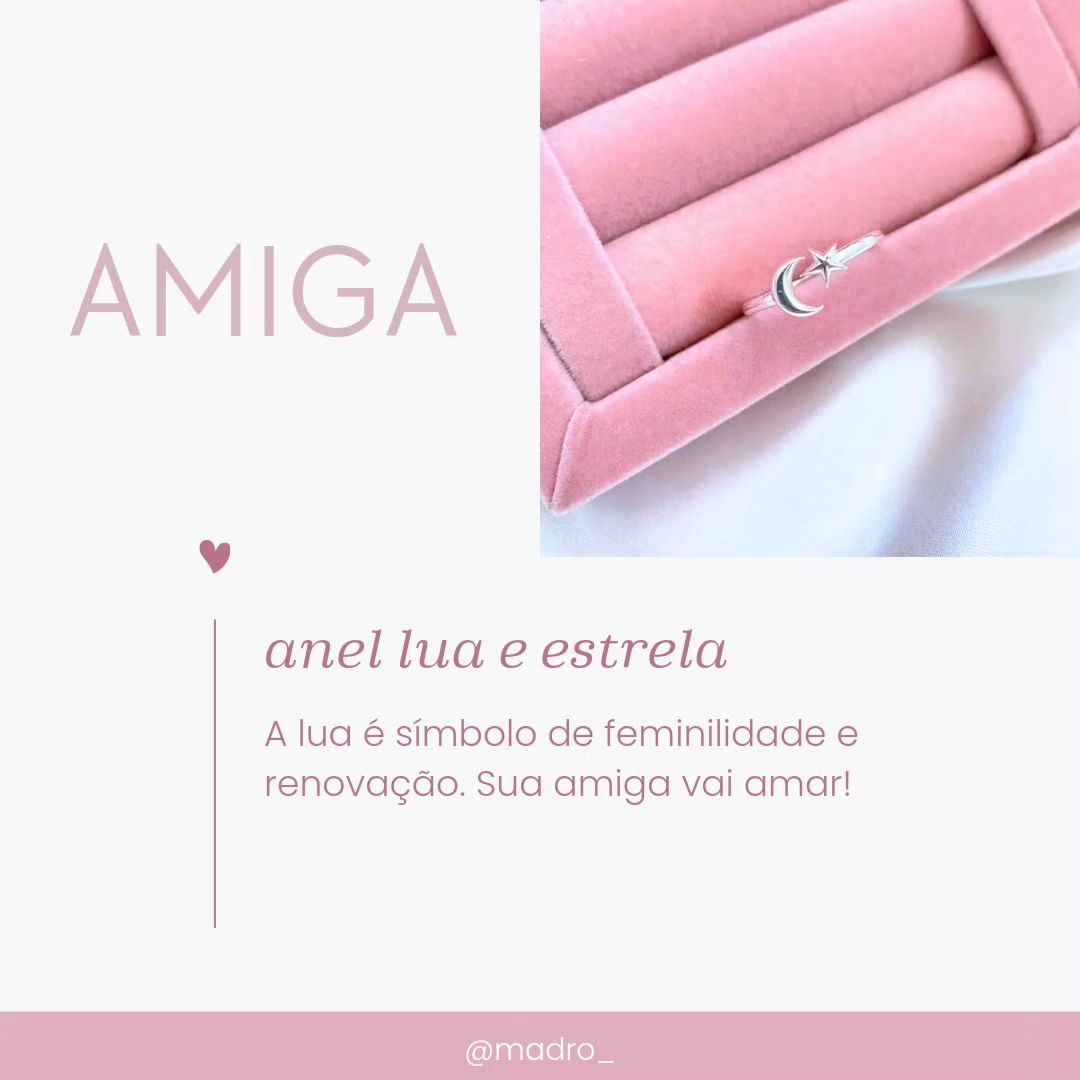 AMIGA
anel lua e estrela
A lua é símbolo de feminilidade e
renovação. Sua amiga vai amar!
@madro_